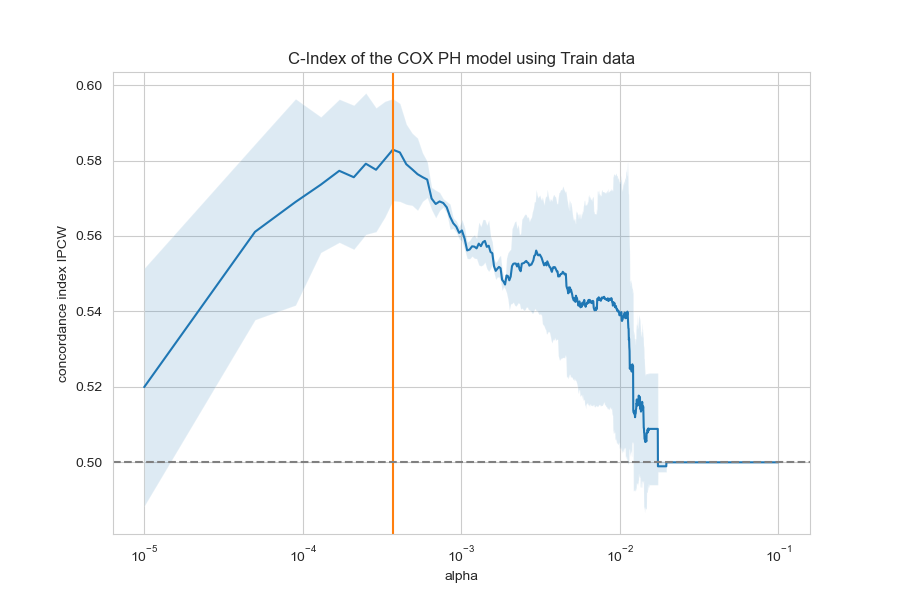 C-Index of the COX PH model using Train data
concordance index IPCW
0.60
0.58
0.56
0.54
0.52
0.50
10⁻⁵ 10⁻⁴ 10⁻³ 10⁻² 10⁻¹
alpha